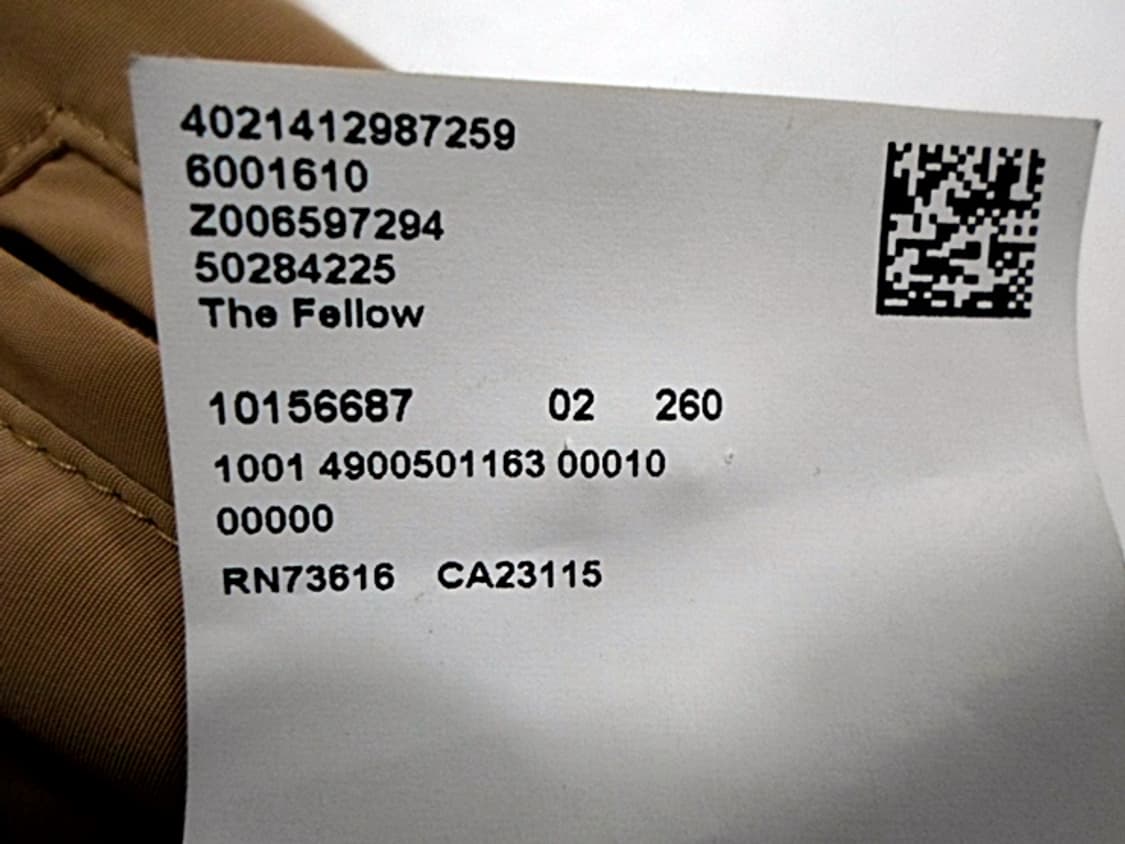 4021412987259
6001610
Z006597294
50284225
The Fellow
10156687 02 260
1001 4900501163 00010
00000
RN73616 CA23115